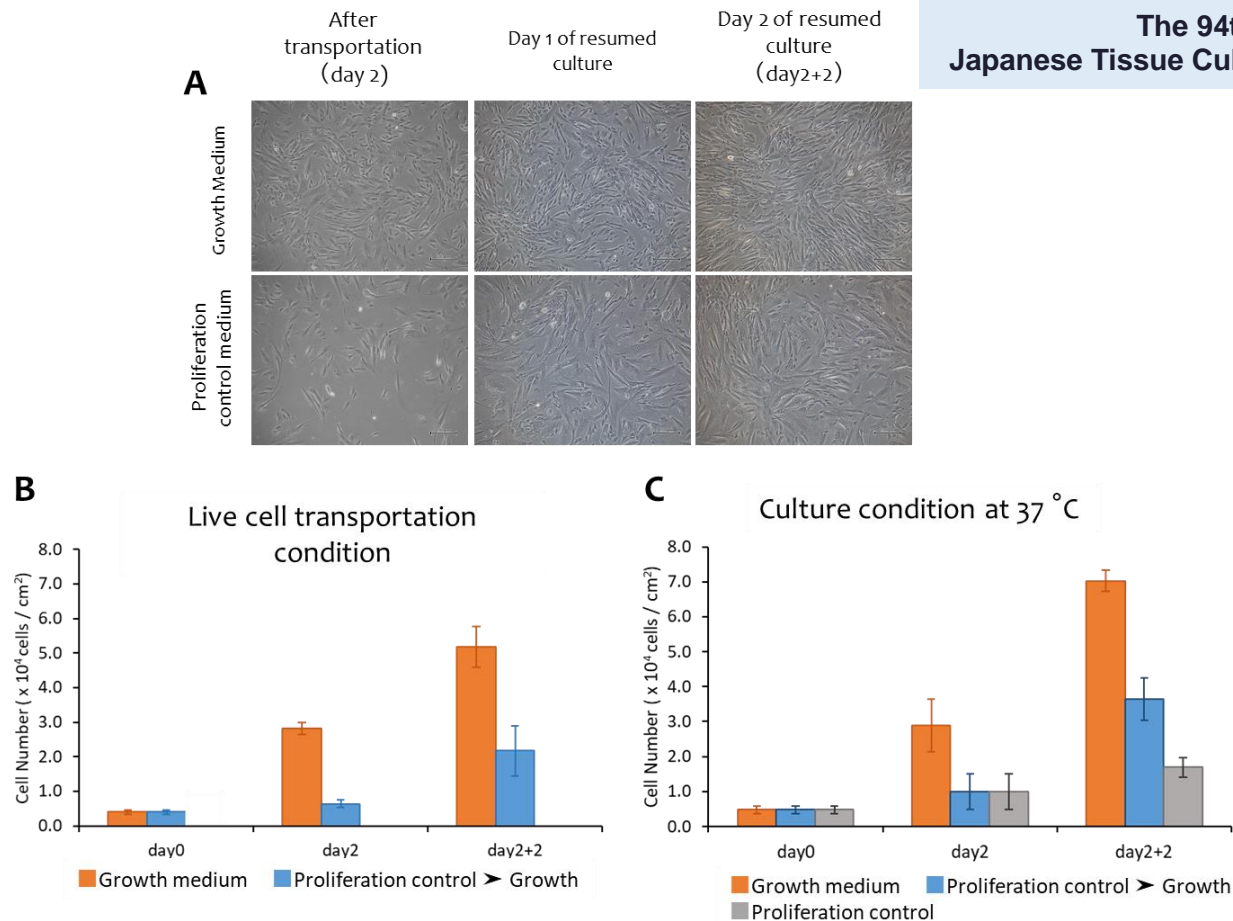 The 94t
Japanese Tissue Cul
After
transportation
(day 2)
Day 1 of resumed
culture
Day 2 of resumed
culture
(day2+2)
A
Growth Medium
Proliferation
control medium
B
Live cell transportation
condition
Cell Number ( x 10⁴ cells / cm²)
8.0
7.0
6.0
5.0
4.0
3.0
2.0
1.0
0.0
day0 day2 day2+2
Growth medium Proliferation control ➤ Growth
C
Culture condition at 37 °C
Cell Number ( x 10⁴ cells / cm²)
8.0
7.0
6.0
5.0
4.0
3.0
2.0
1.0
0.0
day0 day2 day2+2
Growth medium Proliferation control ➤ Growth
Proliferation control